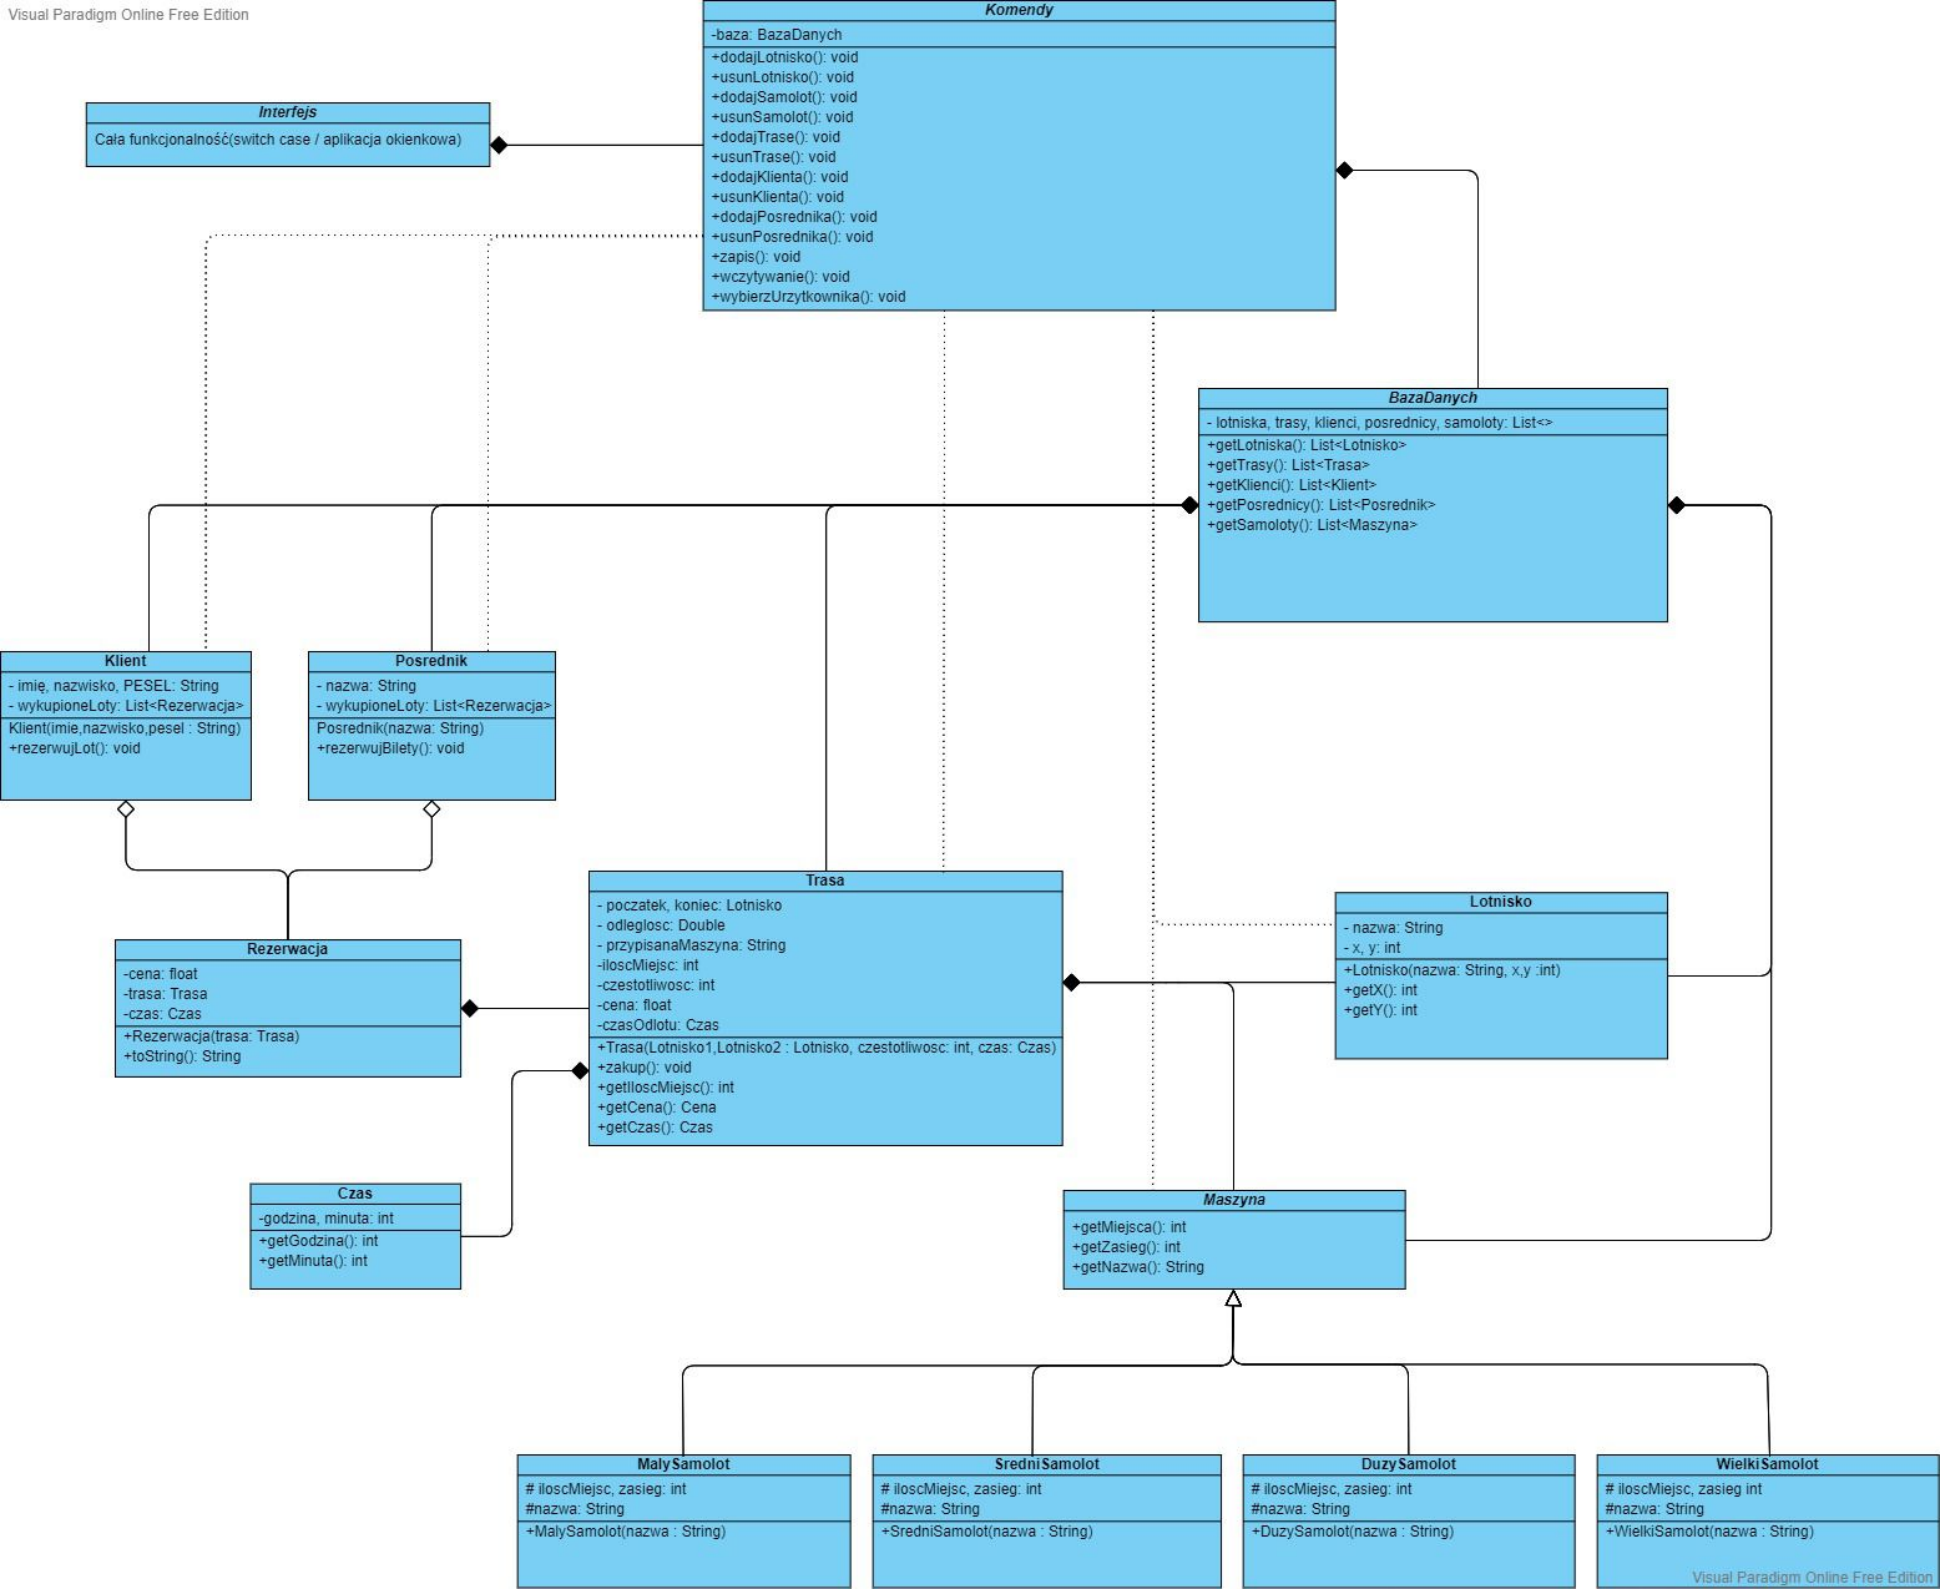 Visual Paradigm Online Free Edition
Komendy
-baza: BazaDanych
+dodajLotnisko(): void
+usunLotnisko(): void
+dodajSamolot(): void
+usunSamolot(): void
+dodajTrase(): void
+usunTrase(): void
+dodajKlienta(): void
+usunKlienta(): void
+dodajPosrednika(): void
+usunPosrednika(): void
+zapis(): void
+wczytywanie(): void
+wybierzUrzytkownika(): void
Interfejs
Cała funkcjonalność(switch case / aplikacja okienkowa)
BazaDanych
- lotniska, trasy, klienci, posrednicy, samoloty: List<>
+getLotniska(): List<Lotnisko>
+getTrasy(): List<Trasa>
+getKlienci(): List<Klient>
+getPosrednicy(): List<Posrednik>
+getSamoloty(): List<Maszyna>
Klient
- imię, nazwisko, PESEL: String
- wykupioneLoty: List<Rezerwacja>
Klient(imie,nazwisko,pesel : String)
+rezerwujLot(): void
Posrednik
- nazwa: String
- wykupioneLoty: List<Rezerwacja>
Posrednik(nazwa: String)
+rezerwujBilety(): void
Trasa
- poczatek, koniec: Lotnisko
- odleglosc: Double
- przypisanaMaszyna: String
-iloscMiejsc: int
-czestotliwosc: int
-cena: float
-czasOdlotu: Czas
+Trasa(Lotnisko1,Lotnisko2 : Lotnisko, czestotliwosc: int, czas: Czas)
+zakup(): void
+getIloscMiejsc(): int
+getCena(): Cena
+getCzas(): Czas
Lotnisko
- nazwa: String
- x, y: int
+Lotnisko(nazwa: String, x,y :int)
+getX(): int
+getY(): int
Rezerwacja
-cena: float
-trasa: Trasa
-czas: Czas
+Rezerwacja(trasa: Trasa)
+toString(): String
Czas
-godzina, minuta: int
+getGodzina(): int
+getMinuta(): int
Maszyna
+getMiejsca(): int
+getZasieg(): int
+getNazwa(): String
MalySamolot
# iloscMiejsc, zasieg: int
#nazwa: String
+MalySamolot(nazwa : String)
SredniSamolot
# iloscMiejsc, zasieg: int
#nazwa: String
+SredniSamolot(nazwa : String)
DuzySamolot
# iloscMiejsc, zasieg: int
#nazwa: String
+DuzySamolot(nazwa : String)
WielkiSamolot
# iloscMiejsc, zasieg int
#nazwa: String
+WielkiSamolot(nazwa : String)
Visual Paradigm Online Free Edition